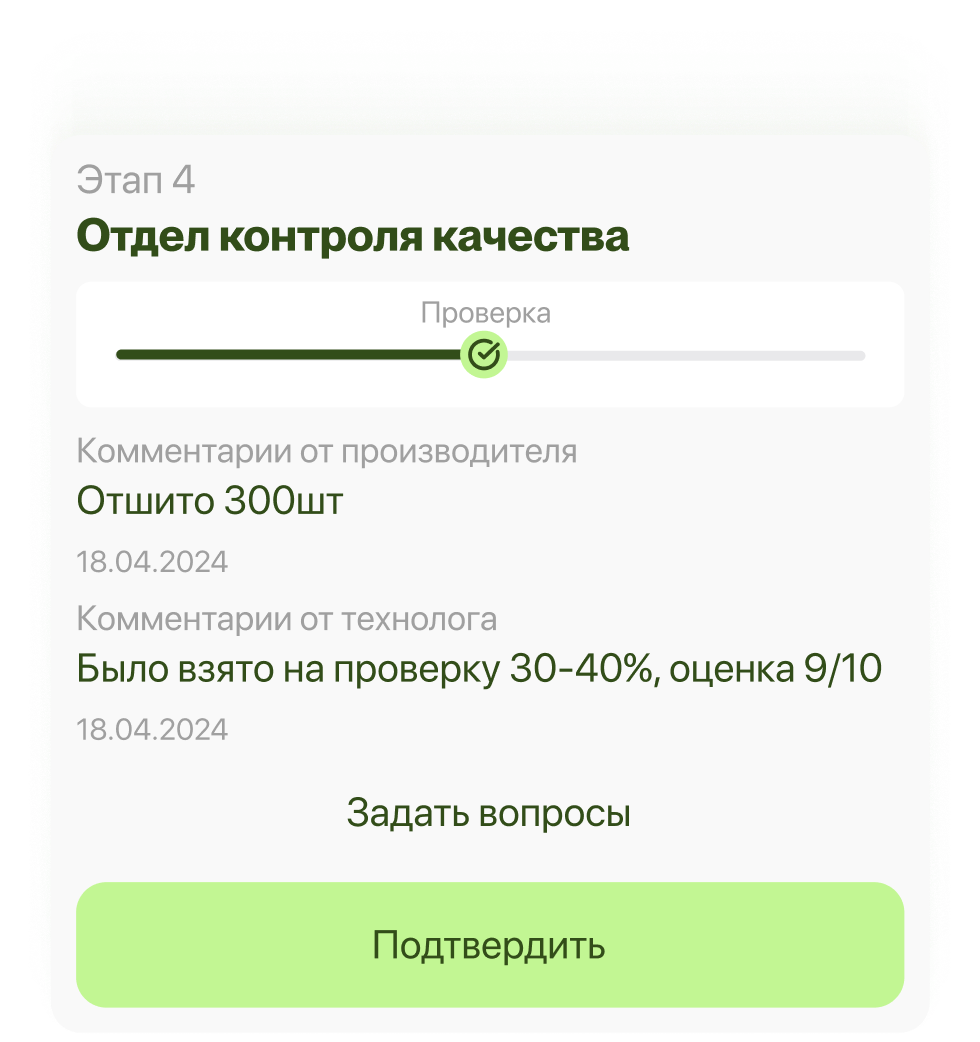 Этап 4
Отдел контроля качества
Проверка
Комментарии от производителя
Отшито 300шт
18.04.2024
Комментарии от технолога
Было взято на проверку 30-40%, оценка 9/10
18.04.2024
Задать вопросы
Подтвердить